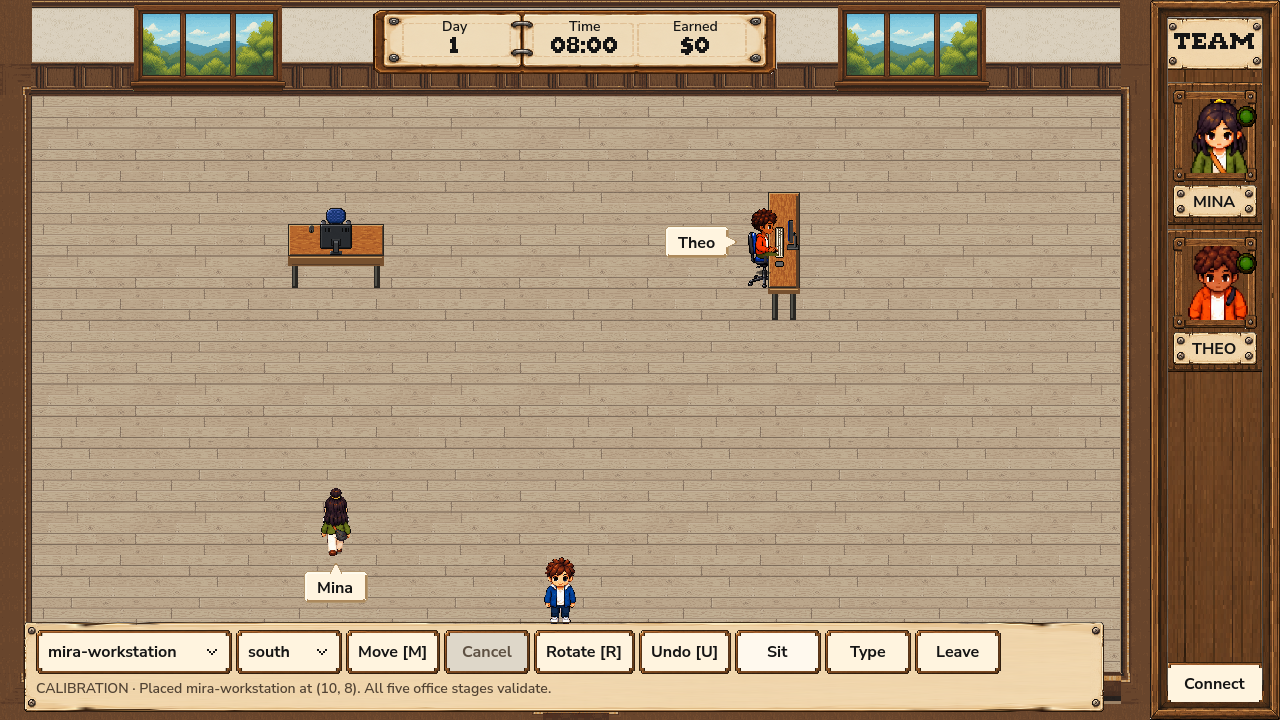 Day
1
Time
08:00
Earned
$0
TEAM
MINA
THEO
Theo
Mina
mira-workstation
south
Move [M]
Cancel
Rotate [R]
Undo [U]
Sit
Type
Leave
CALIBRATION · Placed mira-workstation at (10, 8). All five office stages validate.
Connect